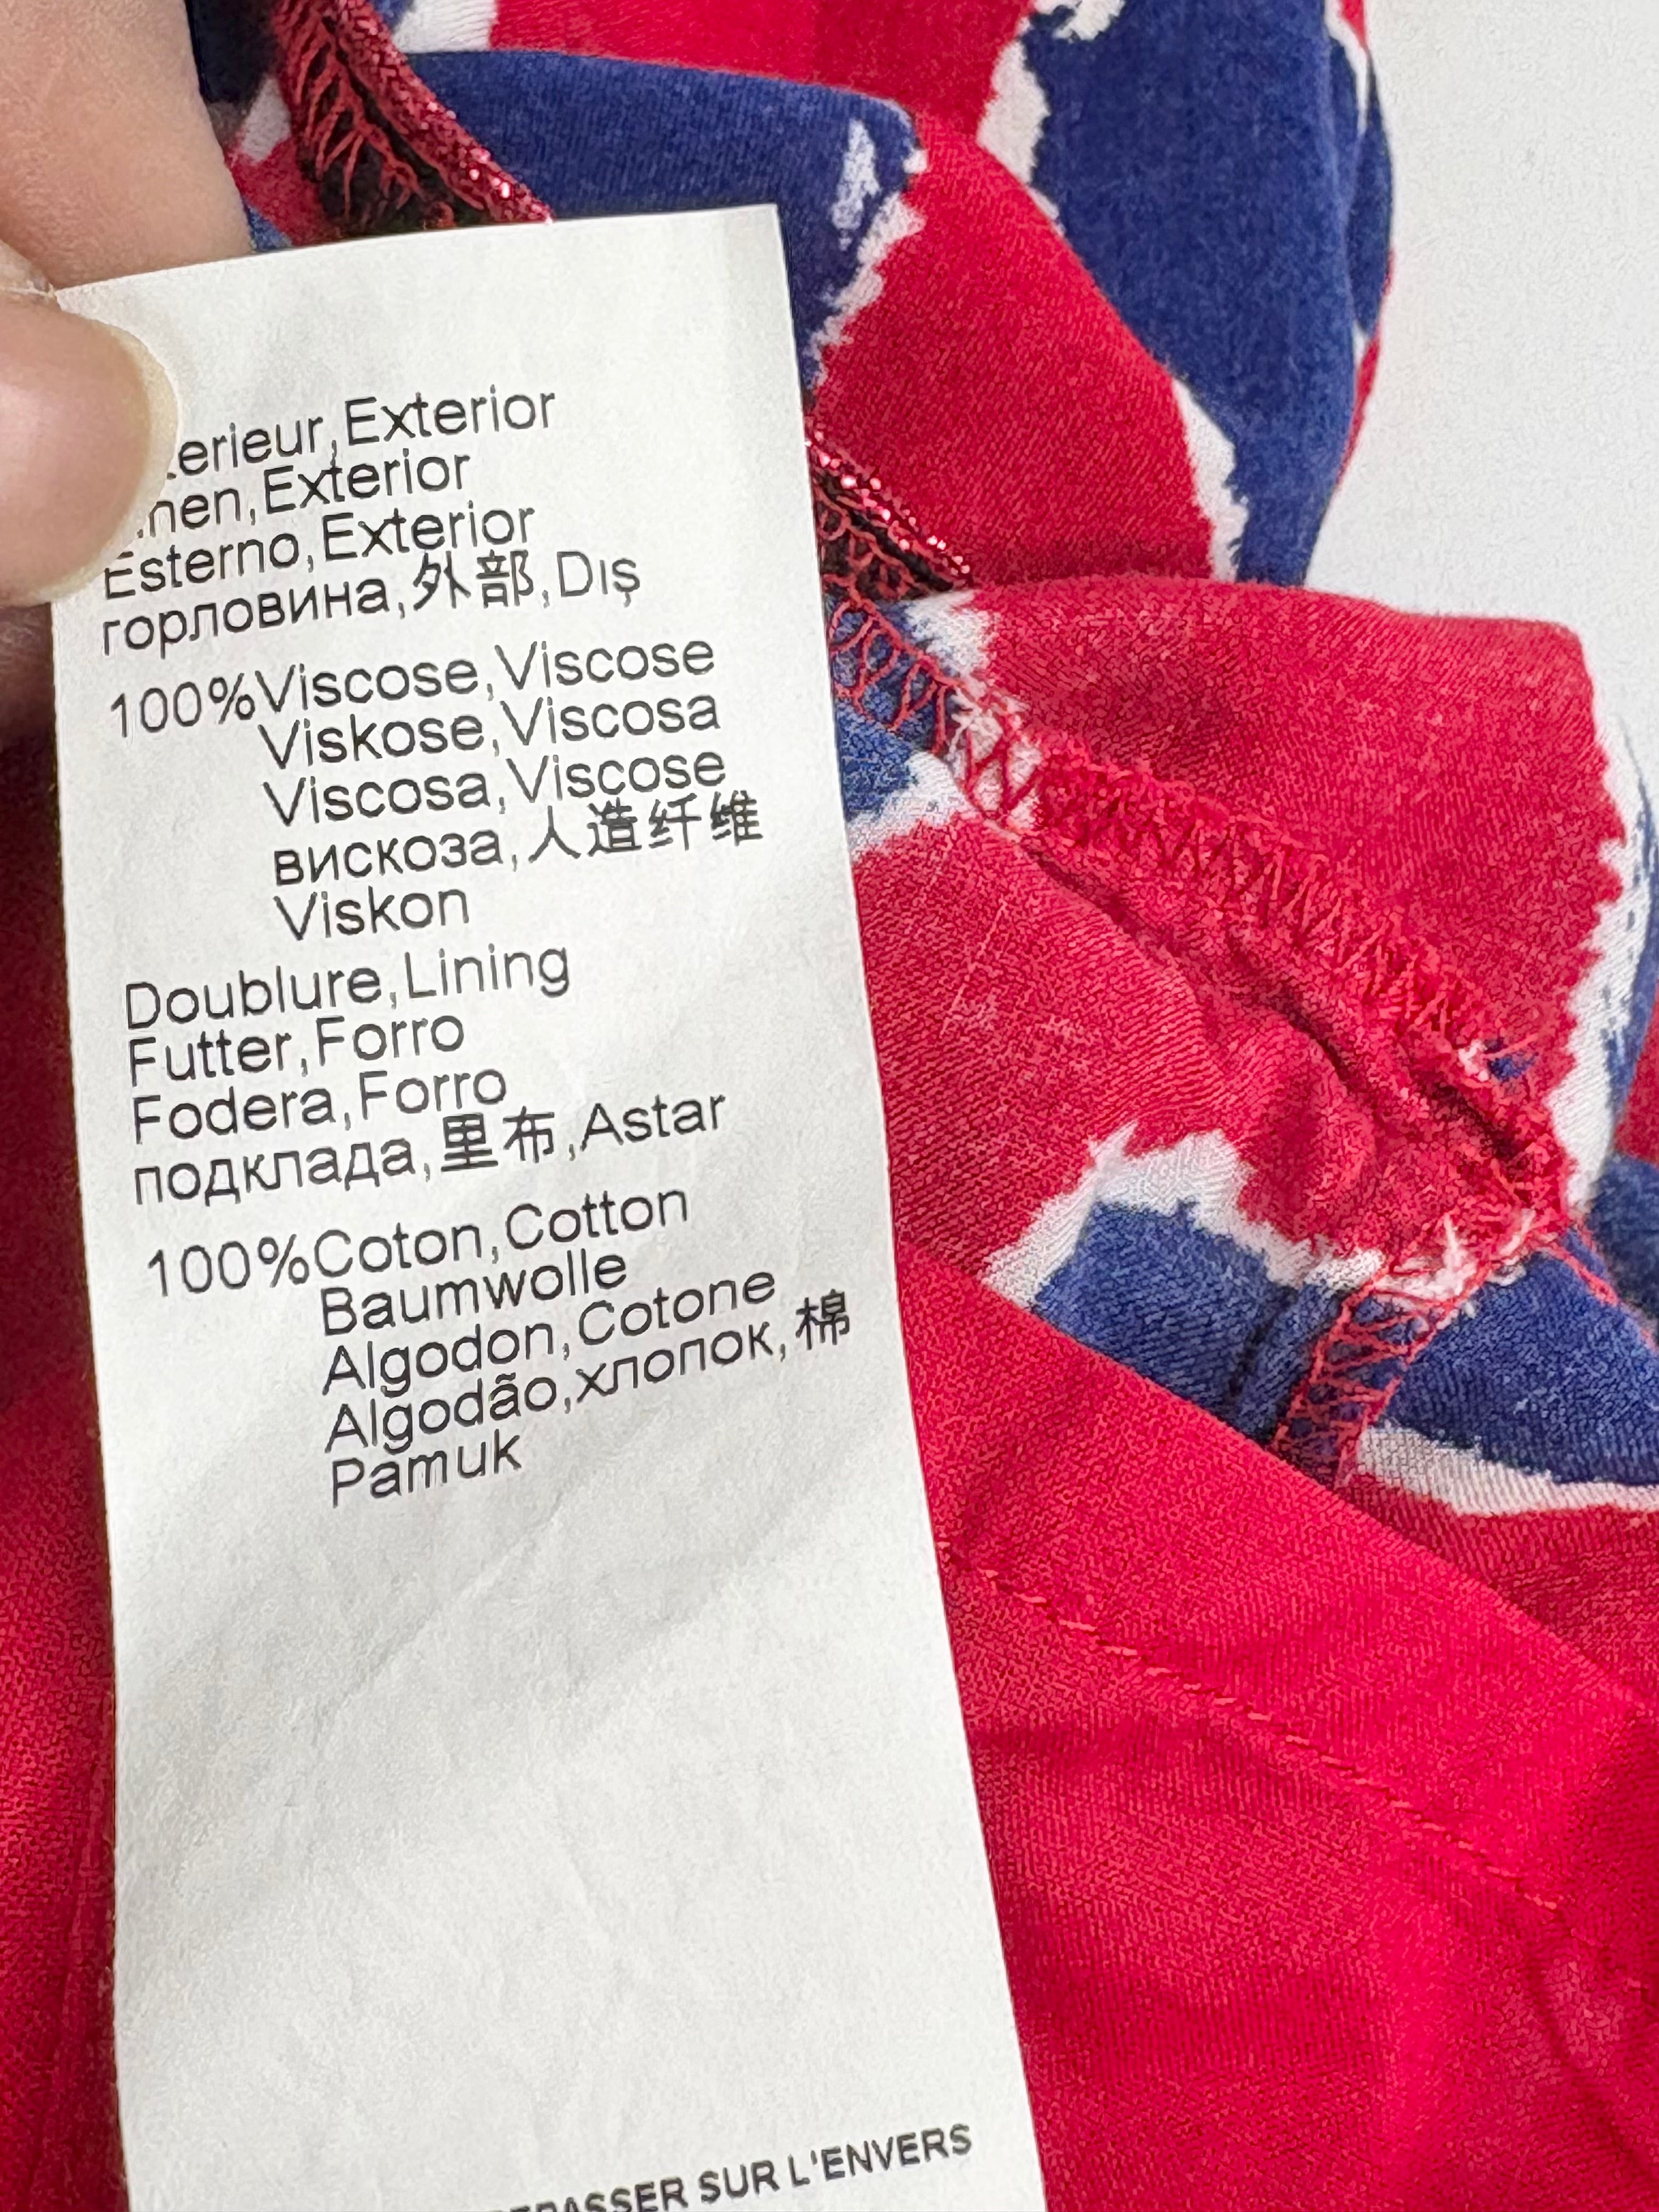 Exterior
Exterior
Esterno,Exterior
горловина,外部,Dış
100%Viscose,Viscose
Viskose,Viscosa
Viscosa,Viscose
вискоза,人造纤维
Viskon
Doublure,Lining
Futter,Forro
Fodera,Forro
подклада,里布,Astar
100%Coton,Cotton
Baumwolle
Algodon,Cotone
Algodão,хлопок,棉
Pamuk
SUR L'ENVERS